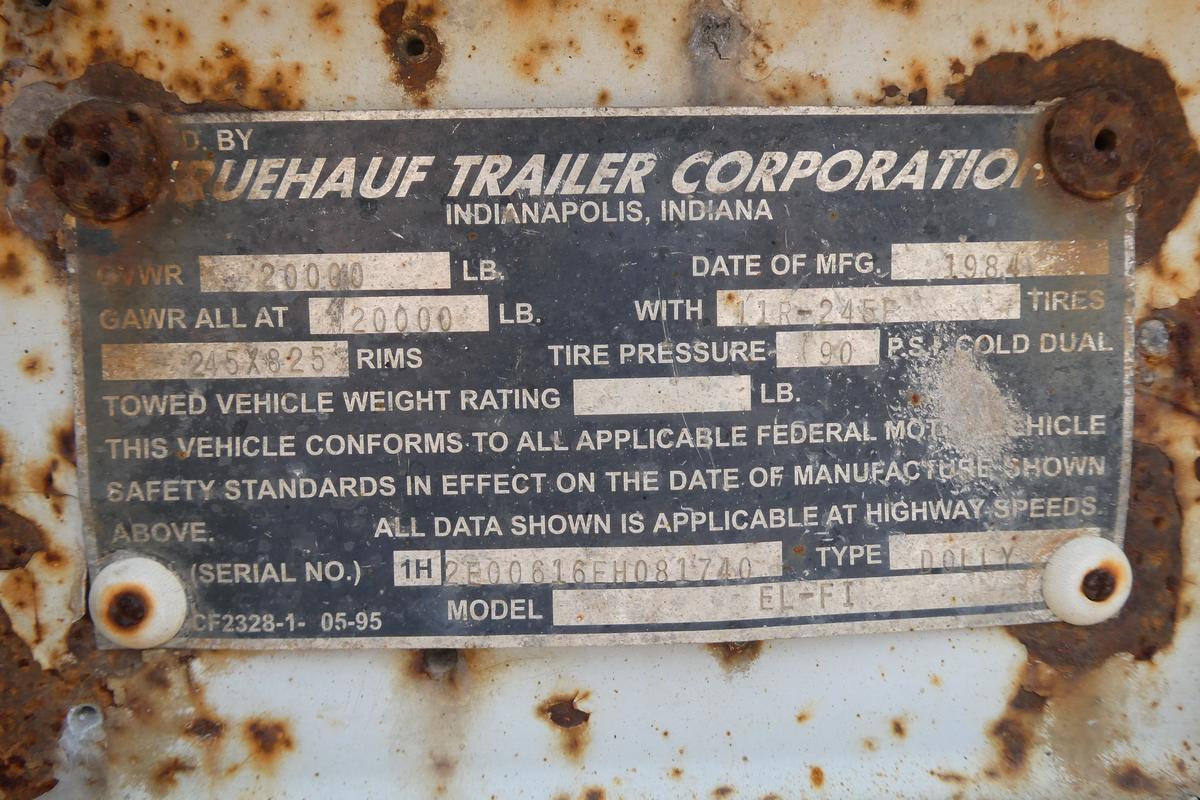 D. BY
RUEHAUF TRAILER CORPORATIO
INDIANAPOLIS, INDIANA
GVWR 20000 LB. DATE OF MFG. 1984
GAWR ALL AT 20000 LB. WITH 11R-245F TIRES
245X825 RIMS TIRE PRESSURE 90 P.S.I. COLD DUAL
TOWED VEHICLE WEIGHT RATING LB.
THIS VEHICLE CONFORMS TO ALL APPLICABLE FEDERAL MOTOR VEHICLE
SAFETY STANDARDS IN EFFECT ON THE DATE OF MANUFACTURE SHOWN
ABOVE. ALL DATA SHOWN IS APPLICABLE AT HIGHWAY SPEEDS.
(SERIAL NO.) 1H 2E00616EH081740 TYPE DOLLY
MODEL EL-FI
CF2328-1- 05-95